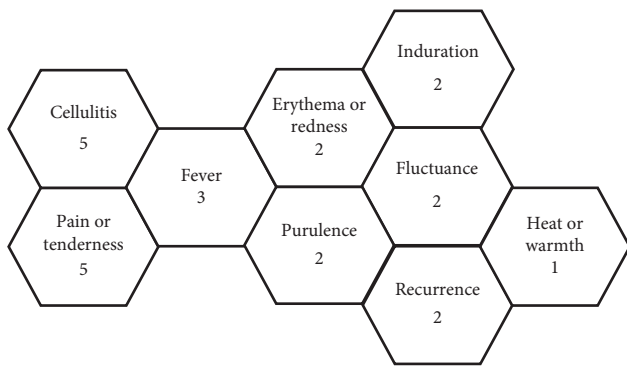 Cellulitis
5
Pain or
tenderness
5
Fever
3
Erythema or
redness
2
Purulence
2
Induration
2
Fluctuance
2
Recurrence
2
Heat or
warmth
1